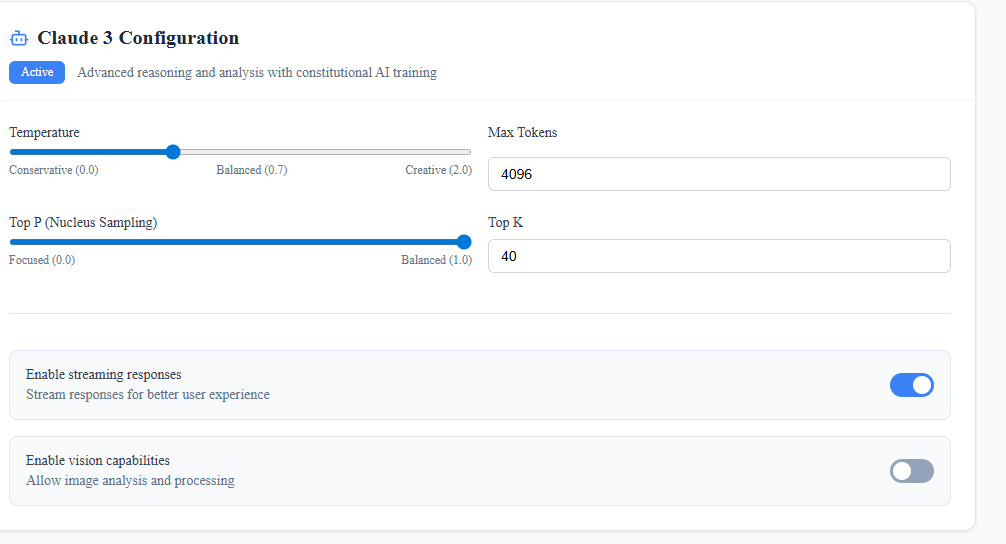 Claude 3 Configuration
Active Advanced reasoning and analysis with constitutional AI training
Temperature
Conservative (0.0) Balanced (0.7) Creative (2.0)
Max Tokens
4096
Top P (Nucleus Sampling)
Focused (0.0) Balanced (1.0)
Top K
40
Enable streaming responses
Stream responses for better user experience
Enable vision capabilities
Allow image analysis and processing